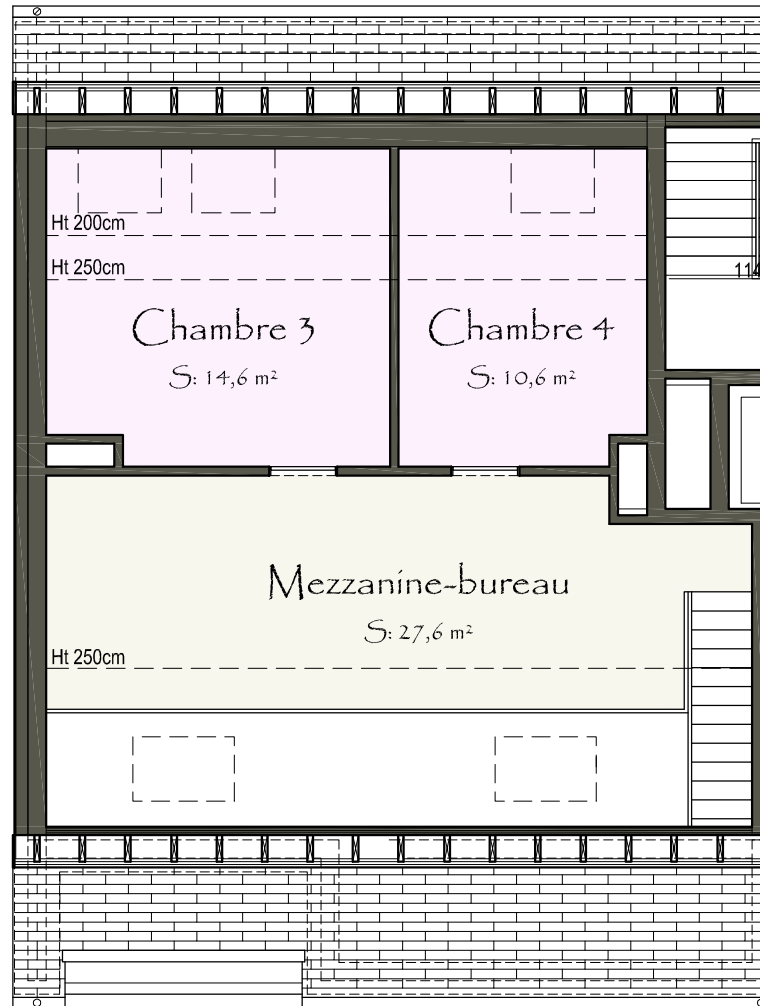 Ht 200cm
Ht 250cm
Chambre 3
S: 14,6 m²
Chambre 4
S: 10,6 m²
Mezzanine-bureau
S: 27,6 m²
Ht 250cm